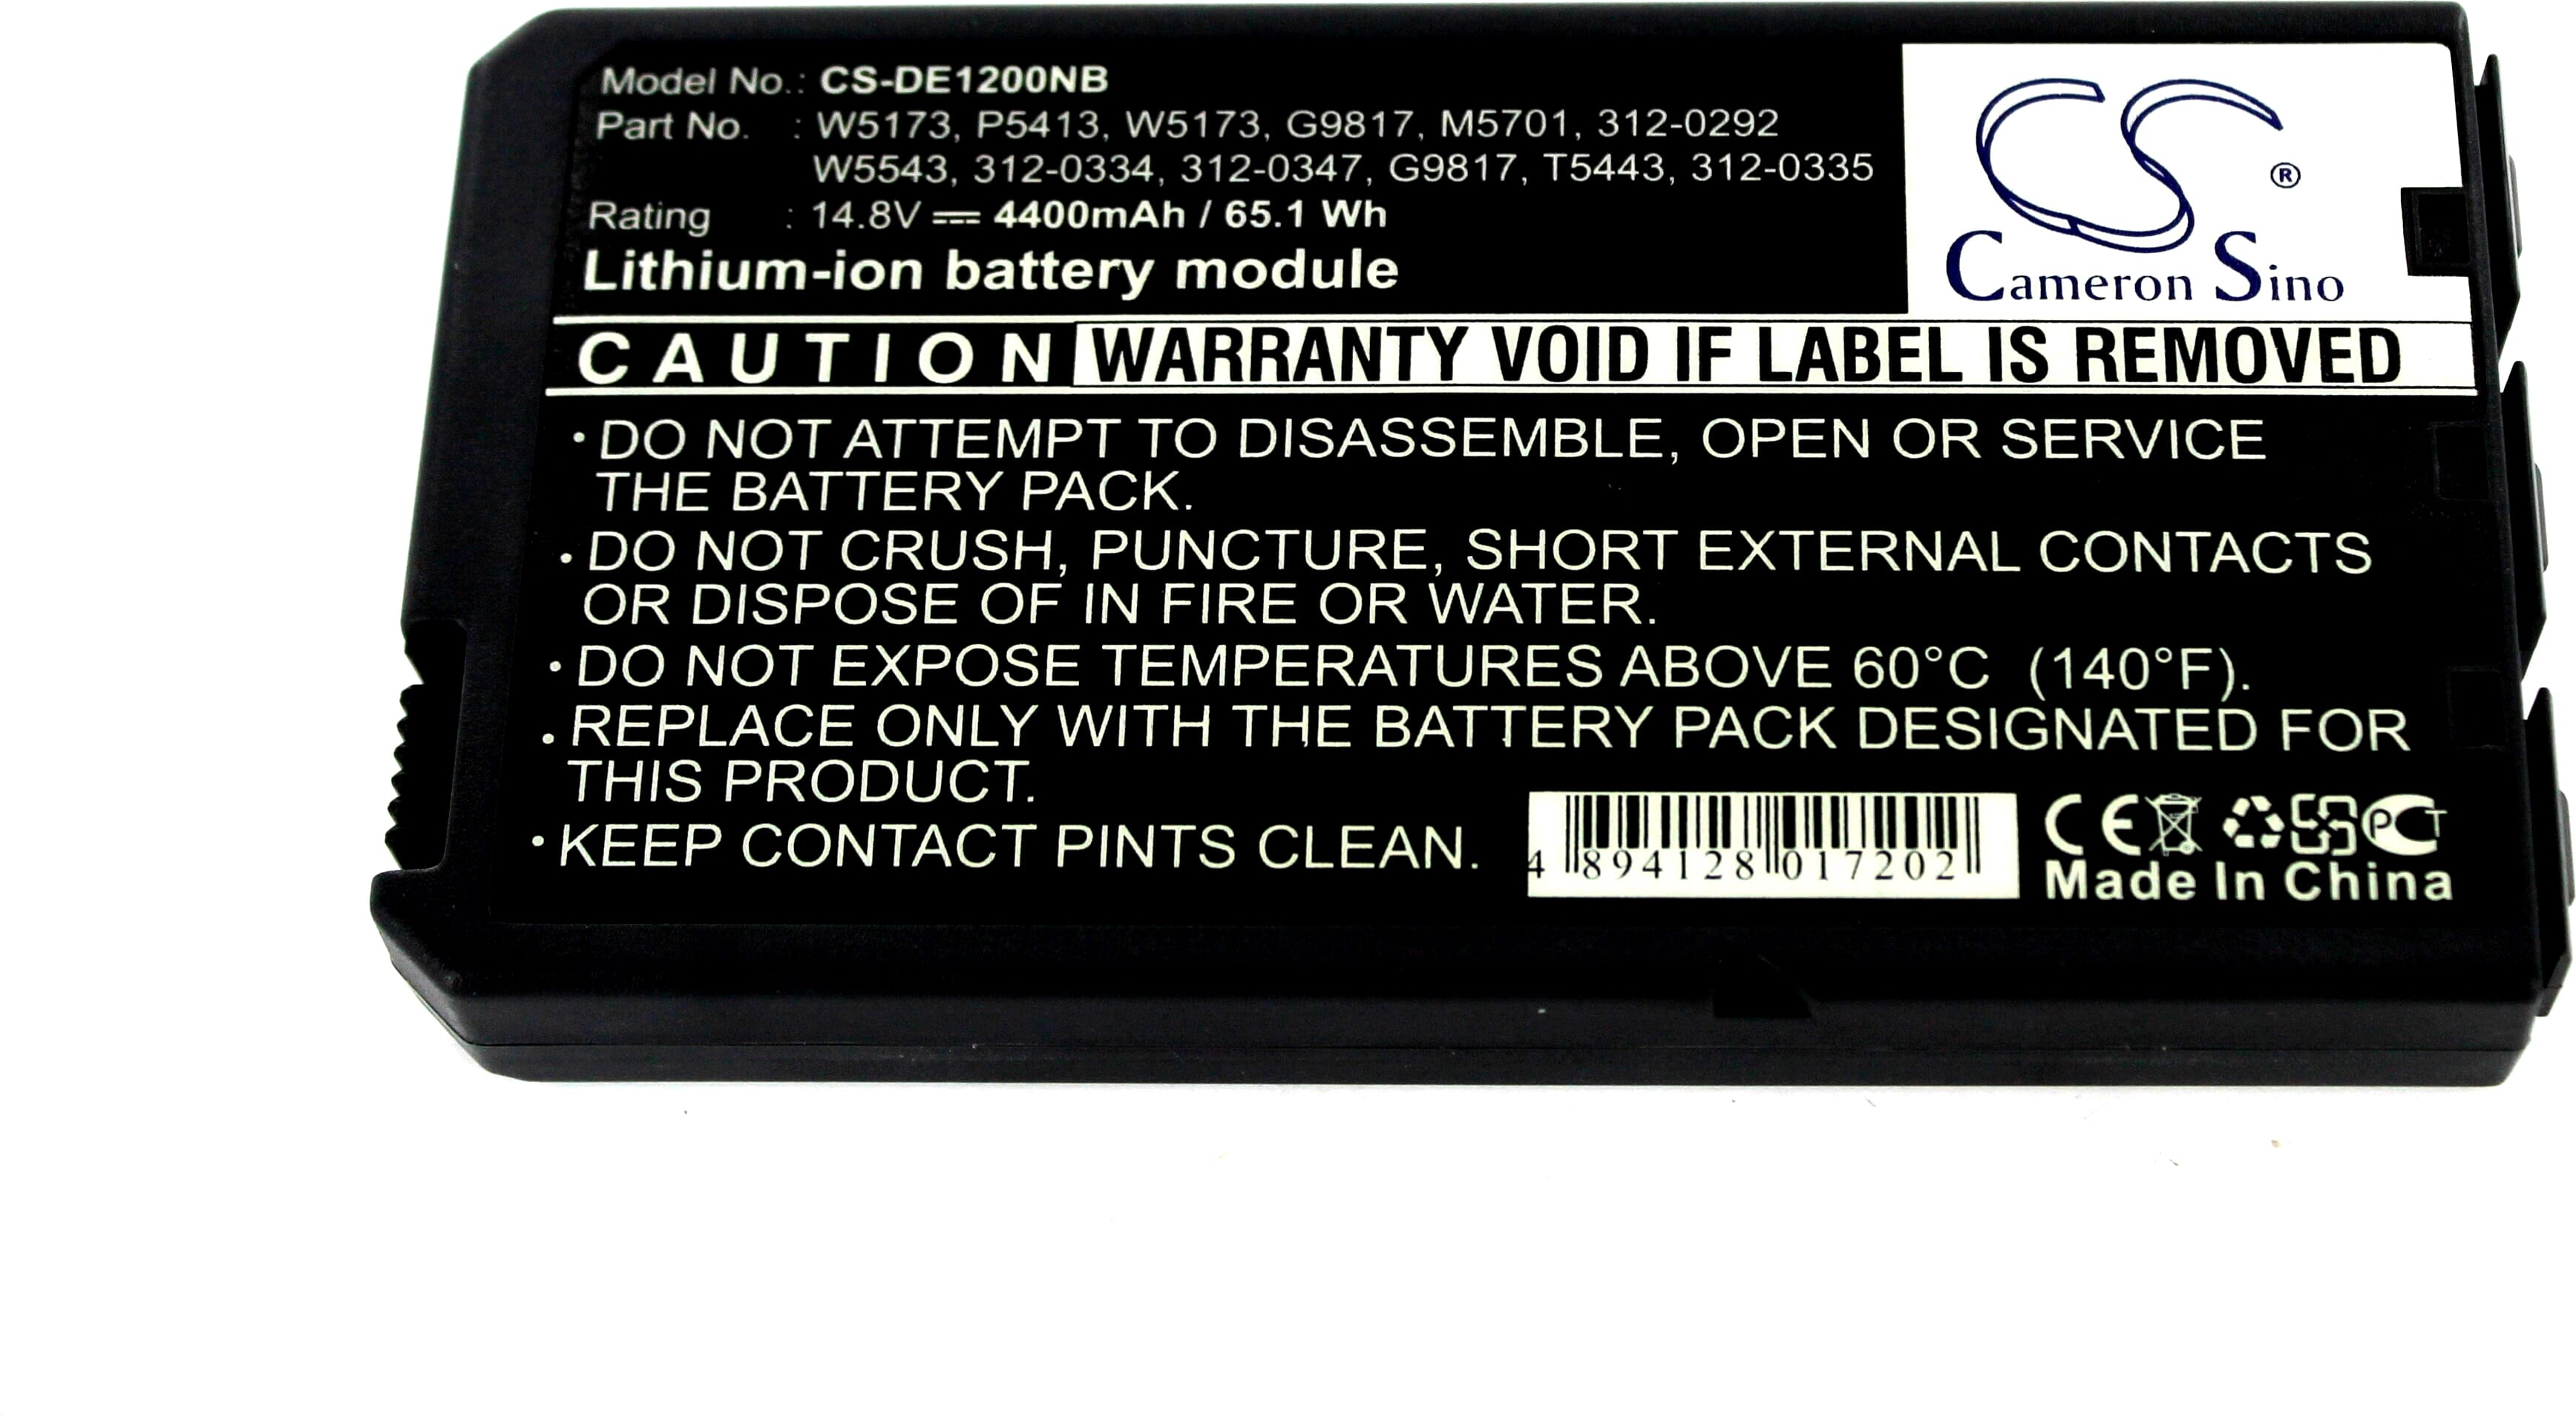 Model No.: CS-DE1200NB
Part No. : W5173, P5413, W5173, G9817, M5701, 312-0292
W5543, 312-0334, 312-0347, G9817, T5443, 312-0335
Rating : 14.8V ⎓ 4400mAh / 65.1 Wh
Lithium-ion battery module
CS ®
Cameron Sino
CAUTION WARRANTY VOID IF LABEL IS REMOVED
·DO NOT ATTEMPT TO DISASSEMBLE, OPEN OR SERVICE
THE BATTERY PACK.
·DO NOT CRUSH, PUNCTURE, SHORT EXTERNAL CONTACTS
OR DISPOSE OF IN FIRE OR WATER.
·DO NOT EXPOSE TEMPERATURES ABOVE 60°C (140°F).
·REPLACE ONLY WITH THE BATTERY PACK DESIGNATED FOR
THIS PRODUCT.
·KEEP CONTACT PINTS CLEAN.
4 894128 017202
CE PCT
Made In China